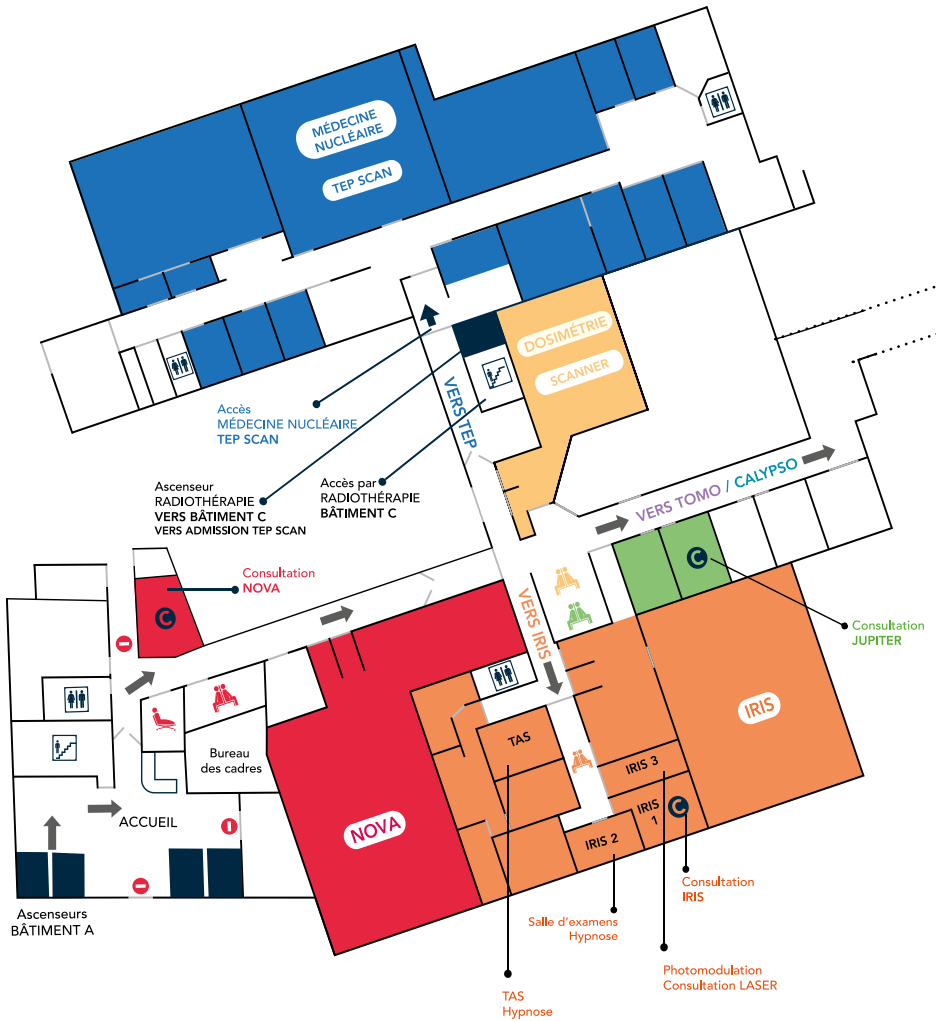 MÉDECINE
NUCLÉAIRE
TEP SCAN
DOSIMÉTRIE
SCANNER
Accès
MÉDECINE NUCLÉAIRE
TEP SCAN
VERS TEP
Ascenseur
RADIOTHÉRAPIE
VERS BÂTIMENT C
VERS ADMISSION TEP SCAN
Accès par
RADIOTHÉRAPIE
BÂTIMENT C
VERS TOMO / CALYPSO
Consultation
NOVA
C
C
VERS IRIS
Consultation
JUPITER
IRIS
TAS
Bureau
des cadres
IRIS 3
IRIS
1
C
ACCUEIL
NOVA
IRIS 2
Ascenseurs
BÂTIMENT A
Consultation
IRIS
Salle d'examens
Hypnose
Photomodulation
Consultation LASER
TAS
Hypnose